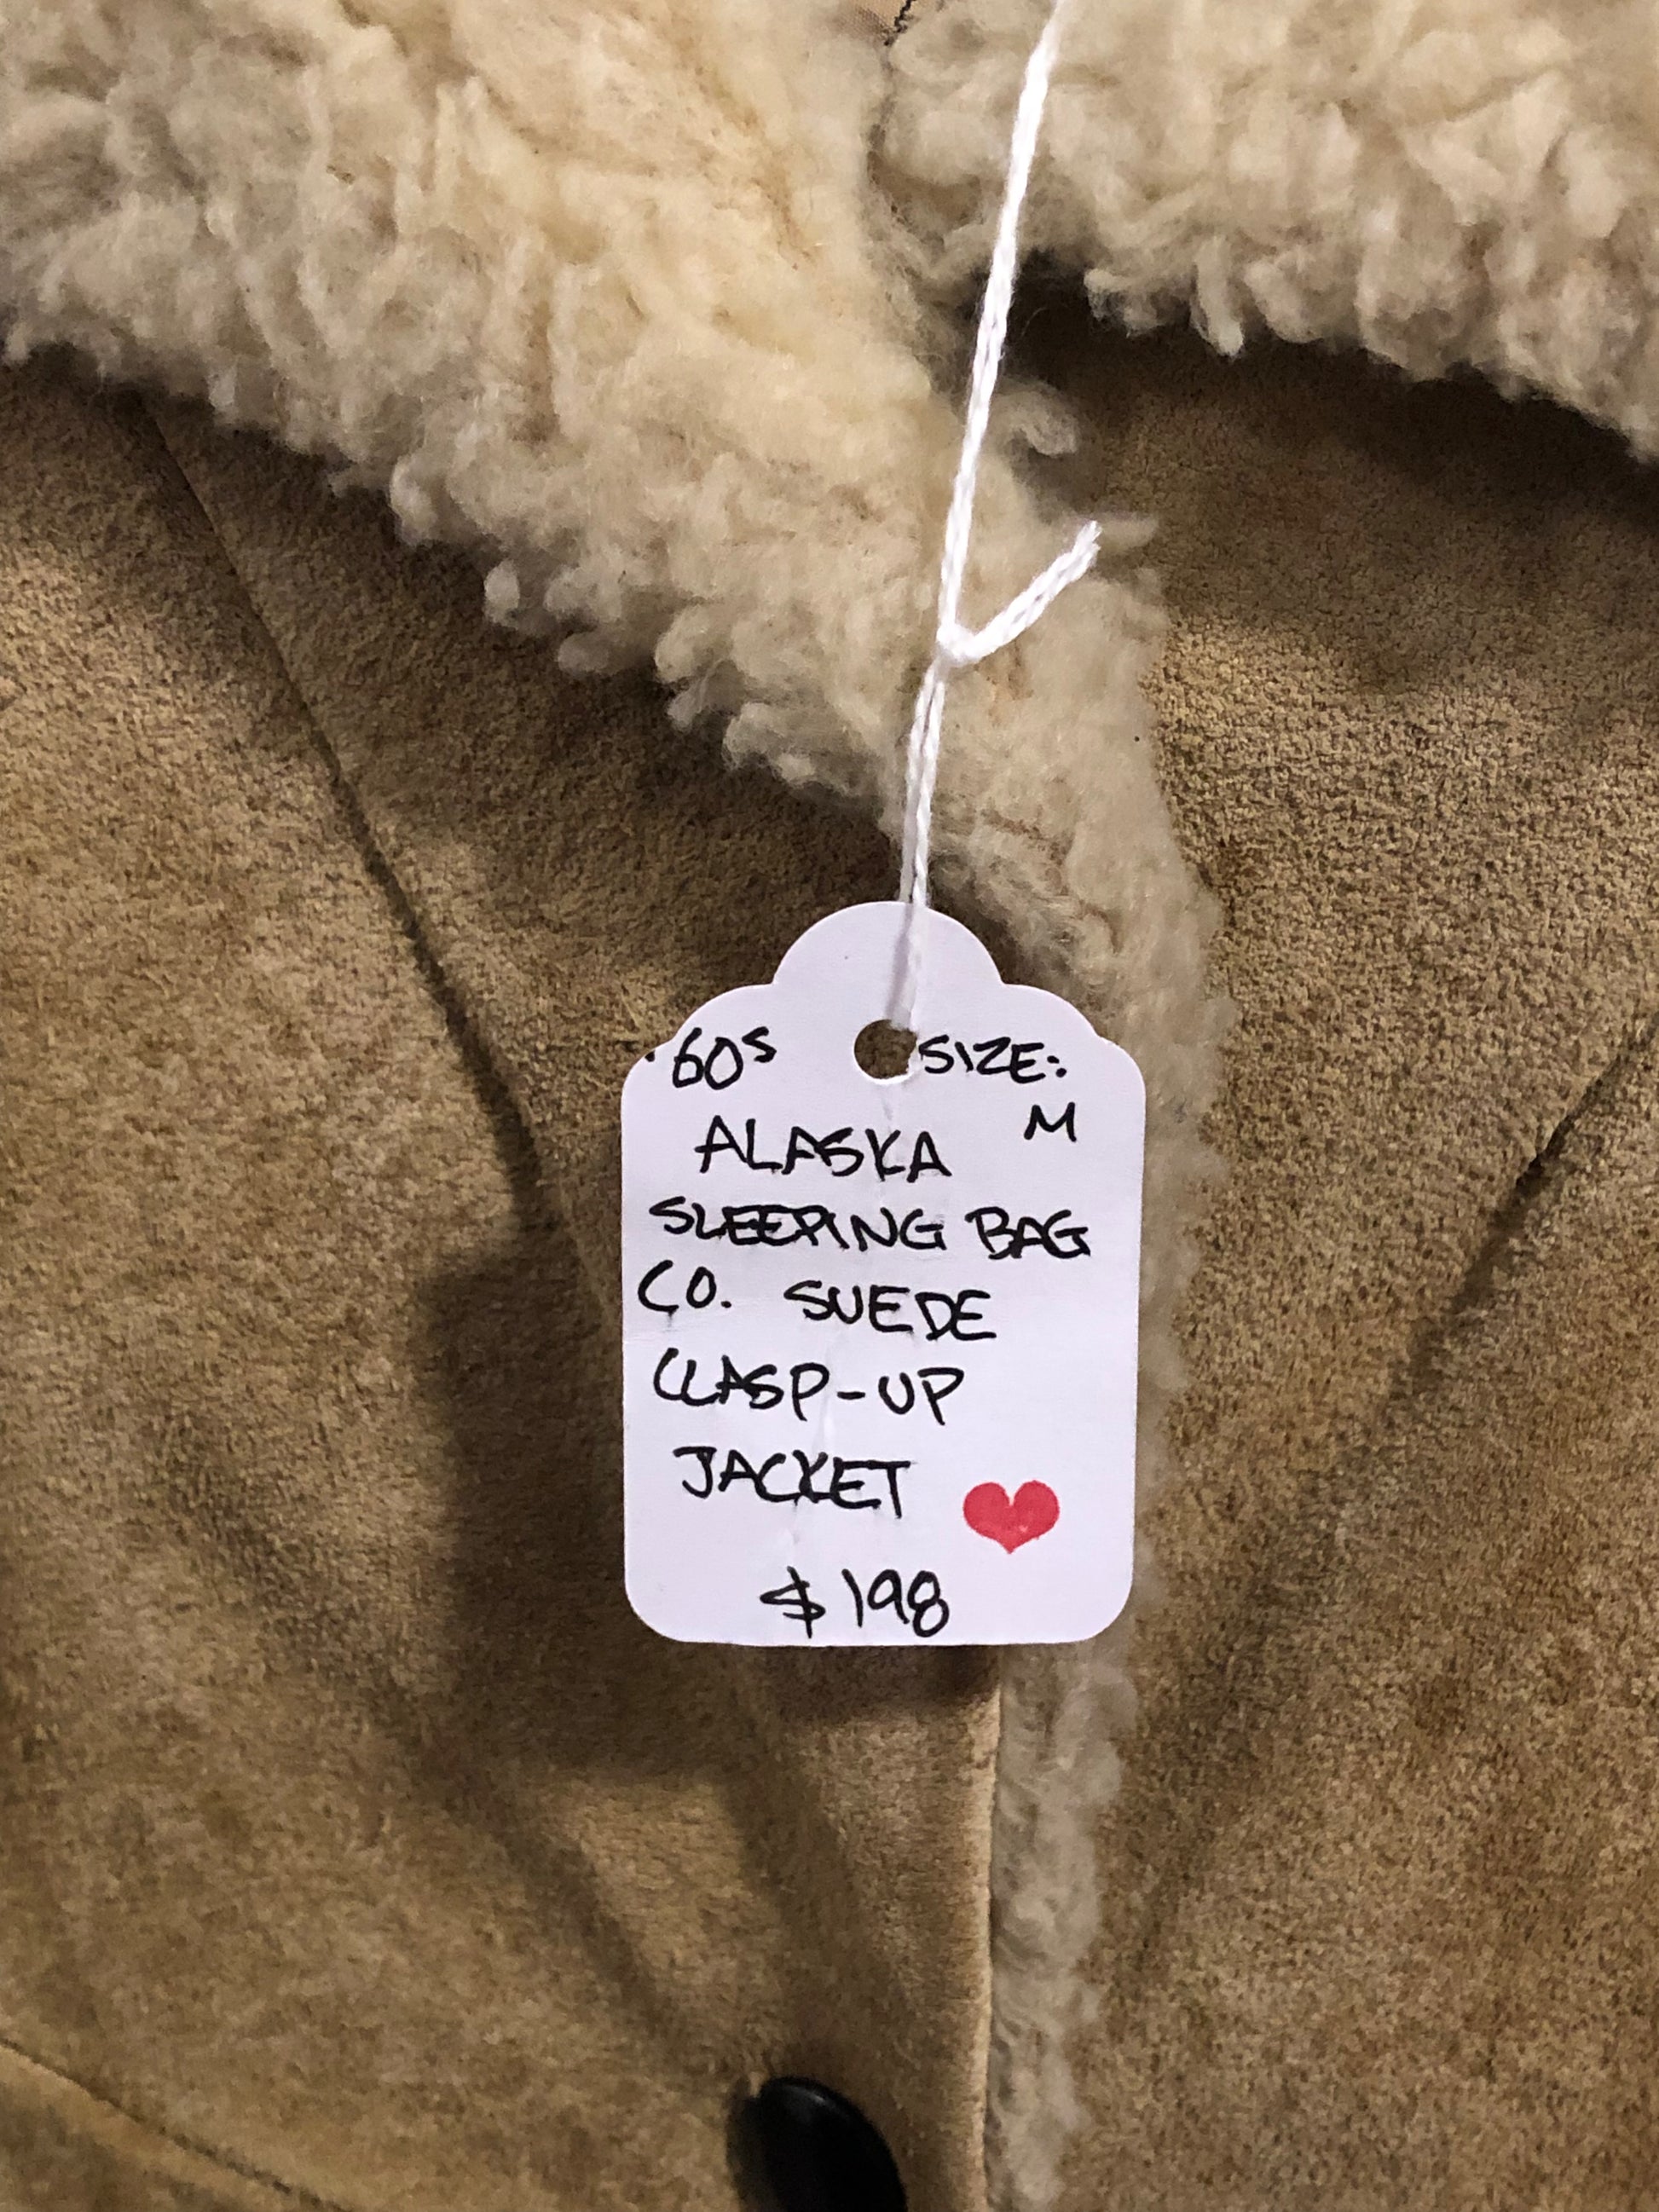 '60s SIZE:
M
ALASKA
SLEEPING BAG
CO. SUEDE
CLASP-UP
JACKET
$198